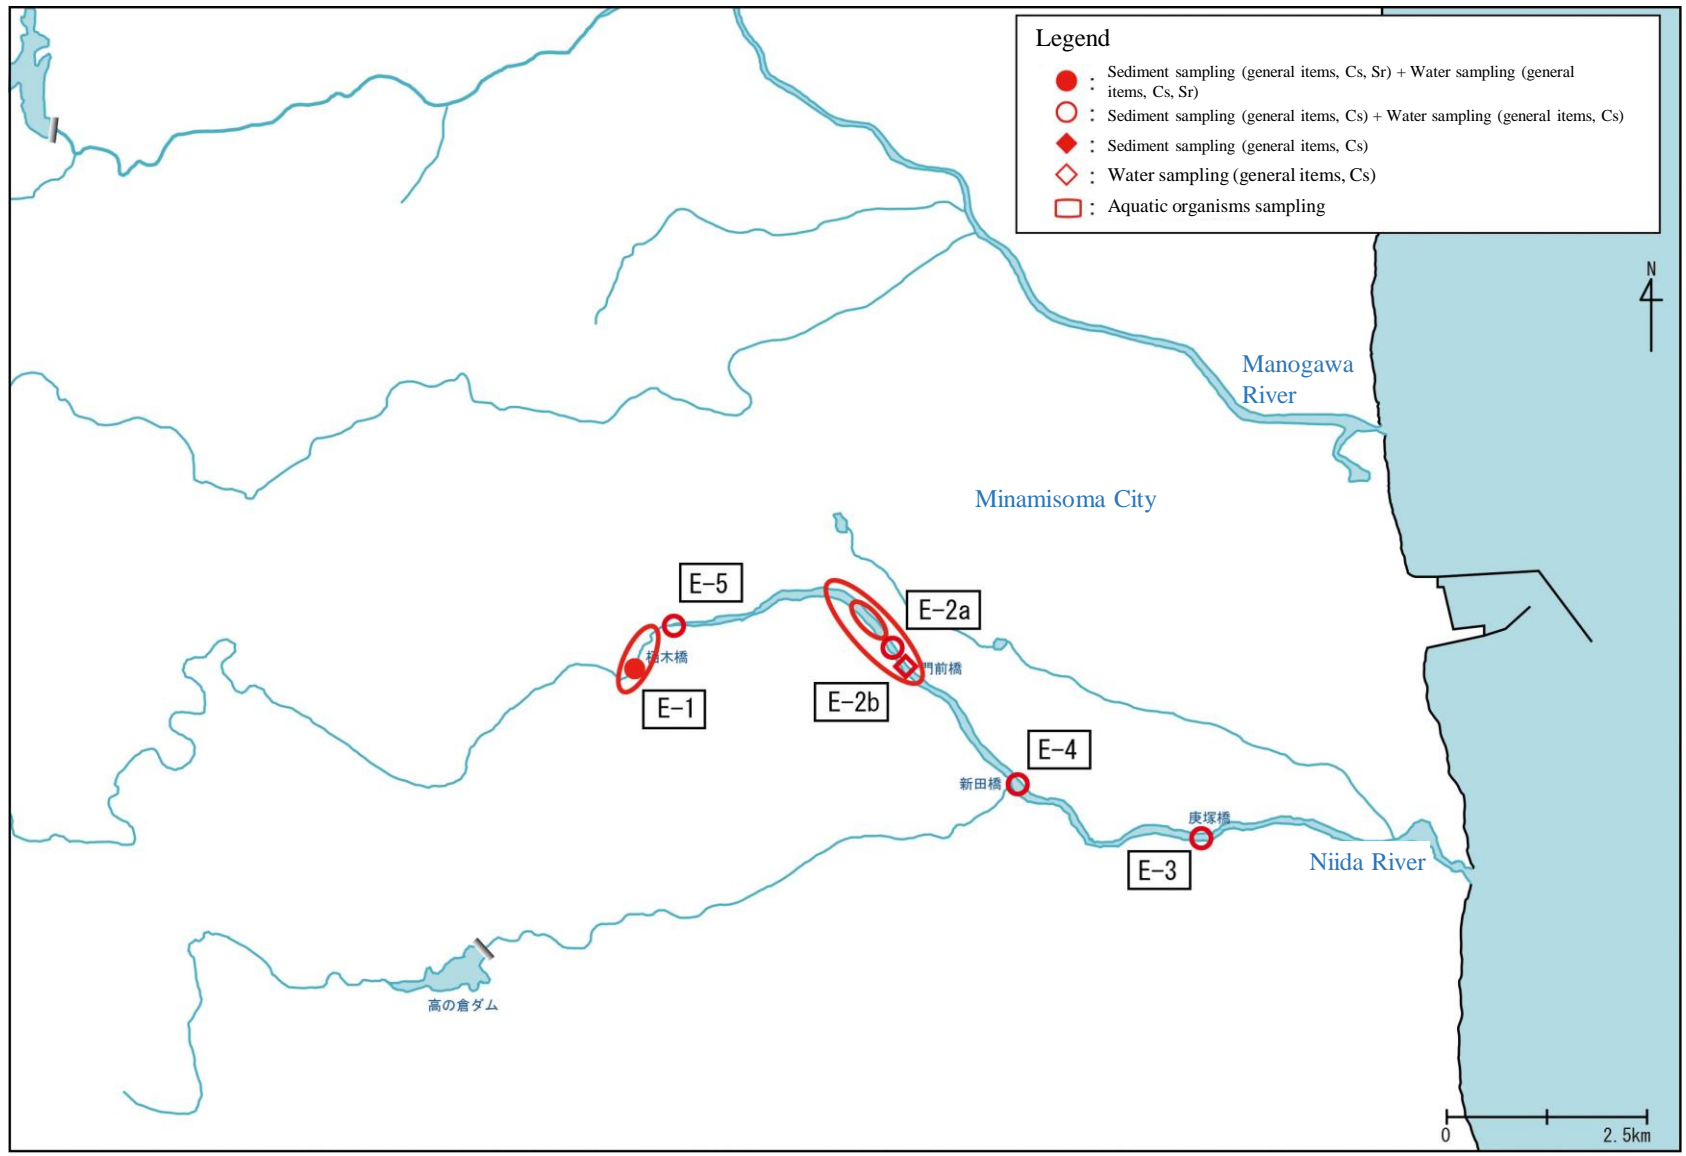 Legend
: Sediment sampling (general items, Cs, Sr) + Water sampling (general
items, Cs, Sr)
: Sediment sampling (general items, Cs) + Water sampling (general items, Cs)
: Sediment sampling (general items, Cs)
: Water sampling (general items, Cs)
: Aquatic organisms sampling
N
Manogawa
River
Minamisoma City
E-5
E-2a
木橋
門前橋
E-1
E-2b
E-4
新田橋
庚塚橋
E-3
Niida River
高の倉ダム
0 2.5km